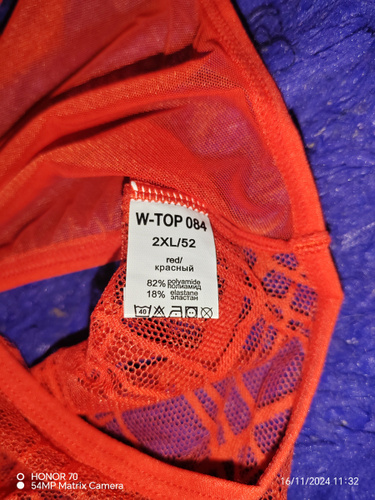 W-TOP 084
2XL/52
red/
красный
82% polyamide
полиамид
18% elastane
эластан
40
HONOR 70
54MP Matrix Camera
16/11/2024 11:32